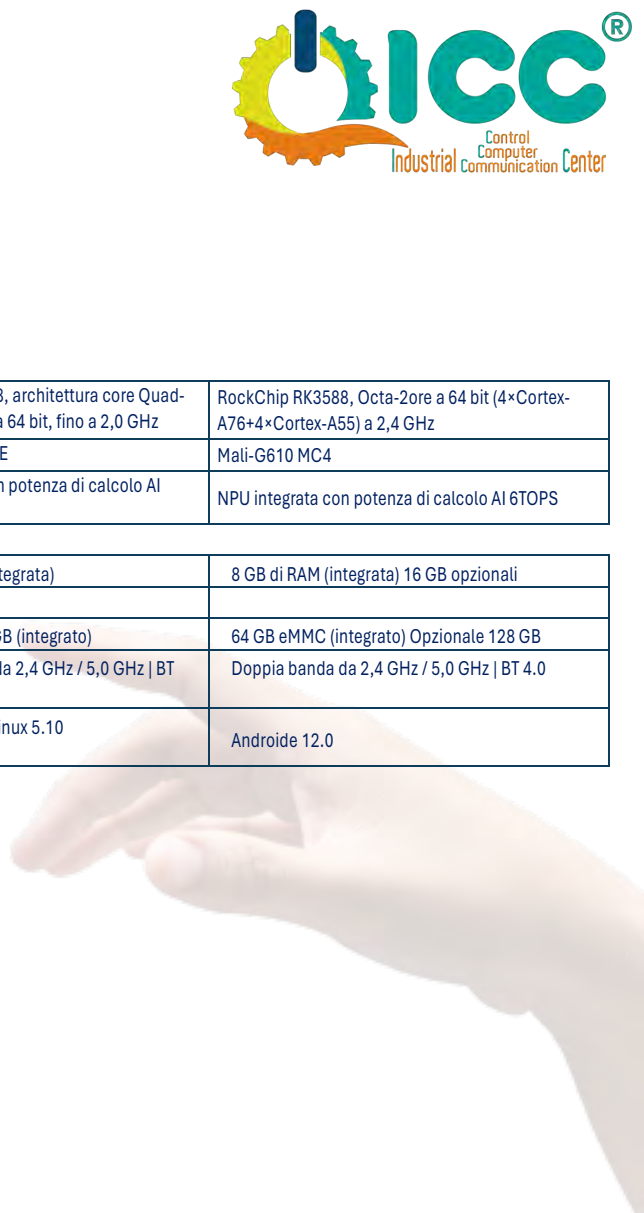 ICC®
Control
Industrial Computer Center
Communication
3, architettura core Quad-
a 64 bit, fino a 2,0 GHz
RockChip RK3588, Octa-2ore a 64 bit (4×Cortex-
A76+4×Cortex-A55) a 2,4 GHz
E
Mali-G610 MC4
n potenza di calcolo AI
NPU integrata con potenza di calcolo AI 6TOPS
tegrata)
8 GB di RAM (integrata) 16 GB opzionali
GB (integrato)
64 GB eMMC (integrato) Opzionale 128 GB
da 2,4 GHz / 5,0 GHz | BT
Doppia banda da 2,4 GHz / 5,0 GHz | BT 4.0
inux 5.10
Androide 12.0